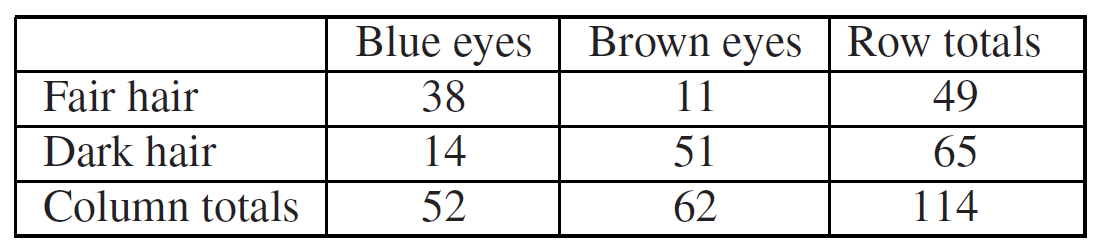 Blue eyes Brown eyes Row totals
Fair hair 38 11 49
Dark hair 14 51 65
Column totals 52 62 114